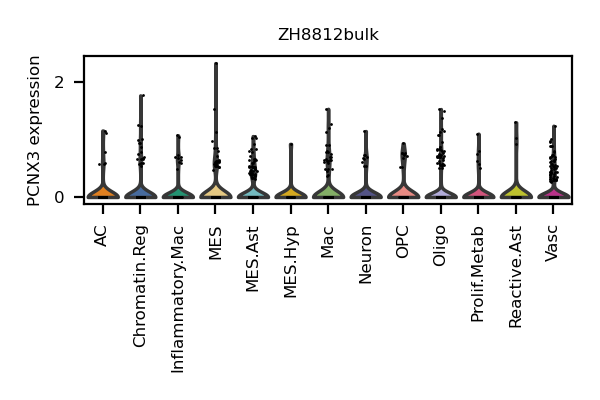 ZH8812bulk
PCNX3 expression
2
0
AC
Chromatin.Reg
Inflammatory.Mac
MES
MES.Ast
MES.Hyp
Mac
Neuron
OPC
Oligo
Prolif.Metab
Reactive.Ast
Vasc